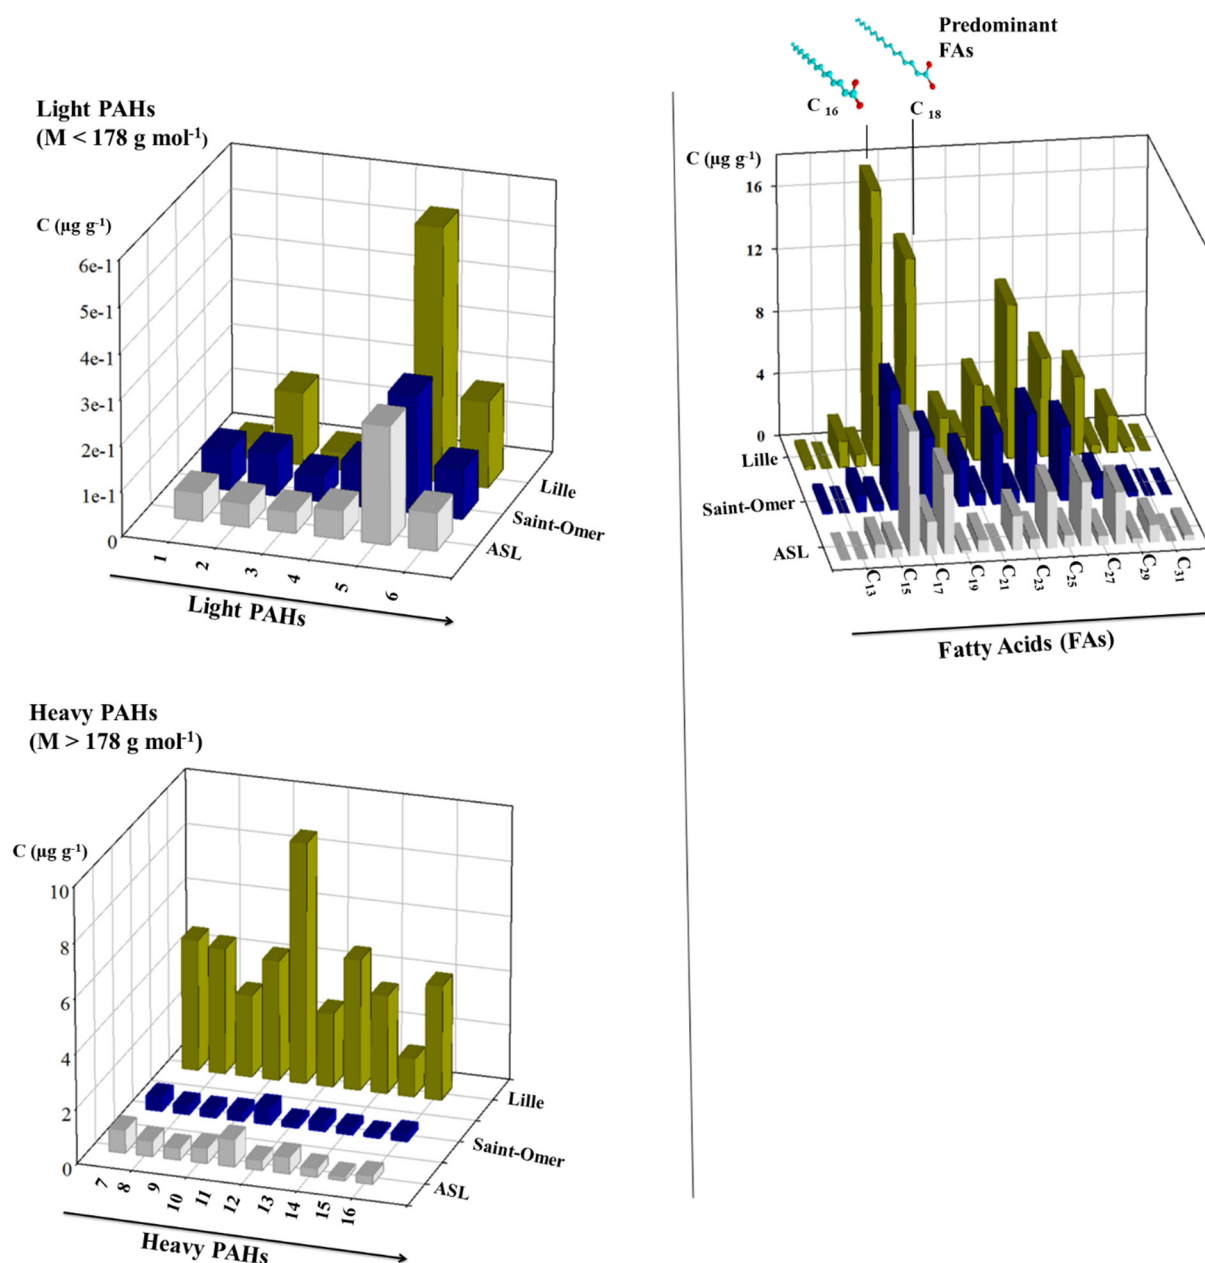 Light PAHs
(M < 178 g mol-1)
C (µg g-1)
6e-1
5e-1
4e-1
3e-1
2e-1
1e-1
0
1
2
3
4
5
6
Light PAHs
Lille
Saint-Omer
ASL
Predominant
FAs
C 16
C 18
C (µg g-1)
16
12
8
4
0
Lille
Saint-Omer
ASL
C13
C15
C17
C19
C21
C23
C25
C27
C29
C31
Fatty Acids (FAs)
Heavy PAHs
(M > 178 g mol-1)
C (µg g-1)
10
8
6
4
2
0
7
8
9
10
11
12
13
14
15
16
Heavy PAHs
Lille
Saint-Omer
ASL